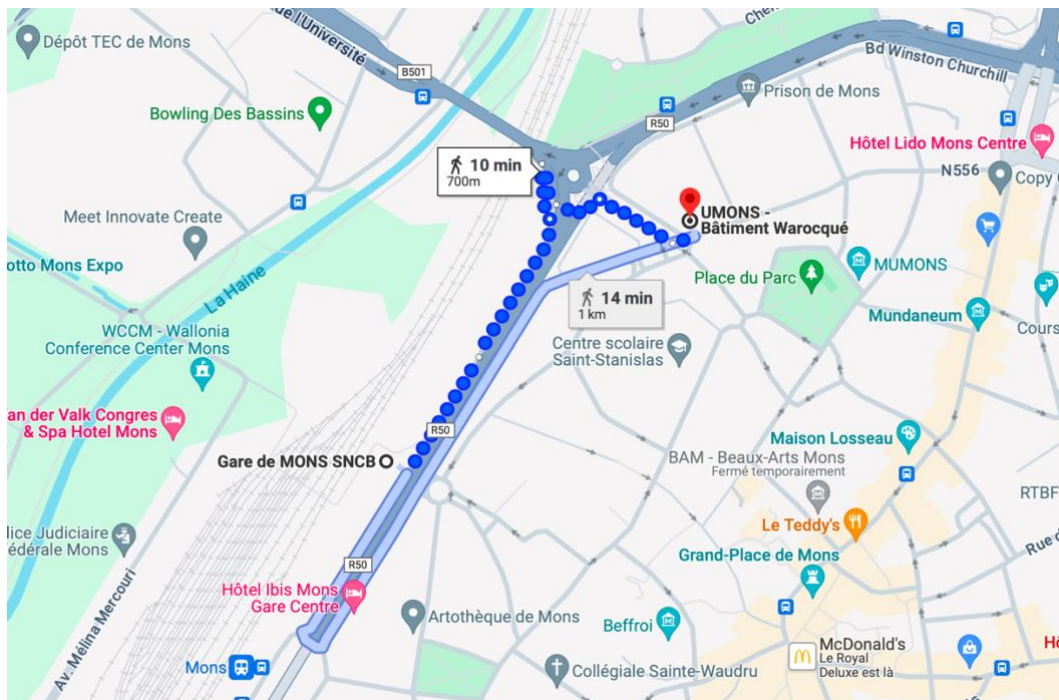 Rue l'Université
Dépôt TEC de Mons
B501
Bd Winston Churchill
Prison de Mons
Bowling Des Bassins
R50
Hôtel Lido Mons Centre
10 min
700m
N556
Copy
Meet Innovate Create
UMONS -
Bâtiment Warocqué
otto Mons Expo
La Haine
Place du Parc
MUMONS
14 min
1 km
Mundaneum
Cours
WCCM - Wallonia
Conference Center Mons
Centre scolaire
Saint-Stanislas
an der Valk Congres
& Spa Hotel Mons
R50
Maison Losseau
Gare de MONS SNCB
BAM - Beaux-Arts Mons
Fermé temporairement
RTBF
lice Judiciaire
édérale Mons
Le Teddy's
Grand-Place de Mons
Rue d
R50
Hôtel Ibis Mons
Gare Centre
Artothèque de Mons
Beffroi
Av. Mélina Mercouri
Mons
McDonald's
Le Royal
Deluxe est là
Collégiale Sainte-Waudru